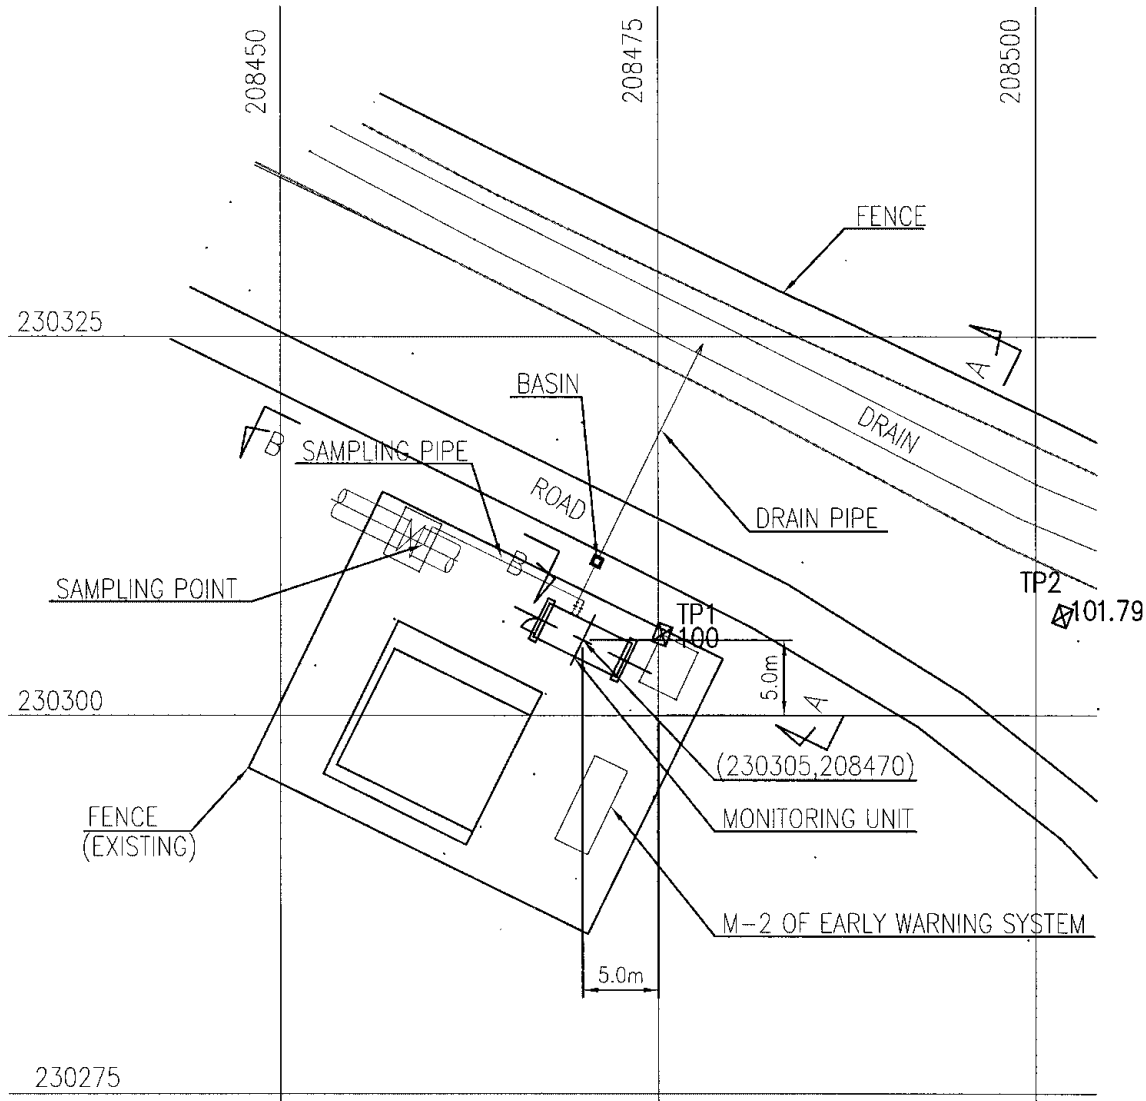 208450
208475
208500
FENCE
230325
A
BASIN
DRAIN
B
SAMPLING PIPE
ROAD
DRAIN PIPE
M
B
SAMPLING POINT
TP2
101.79
TP1
100
5.0m
230300
A
(230305,208470)
FENCE
(EXISTING)
MONITORING UNIT
M-2 OF EARLY WARNING SYSTEM
5.0m
230275